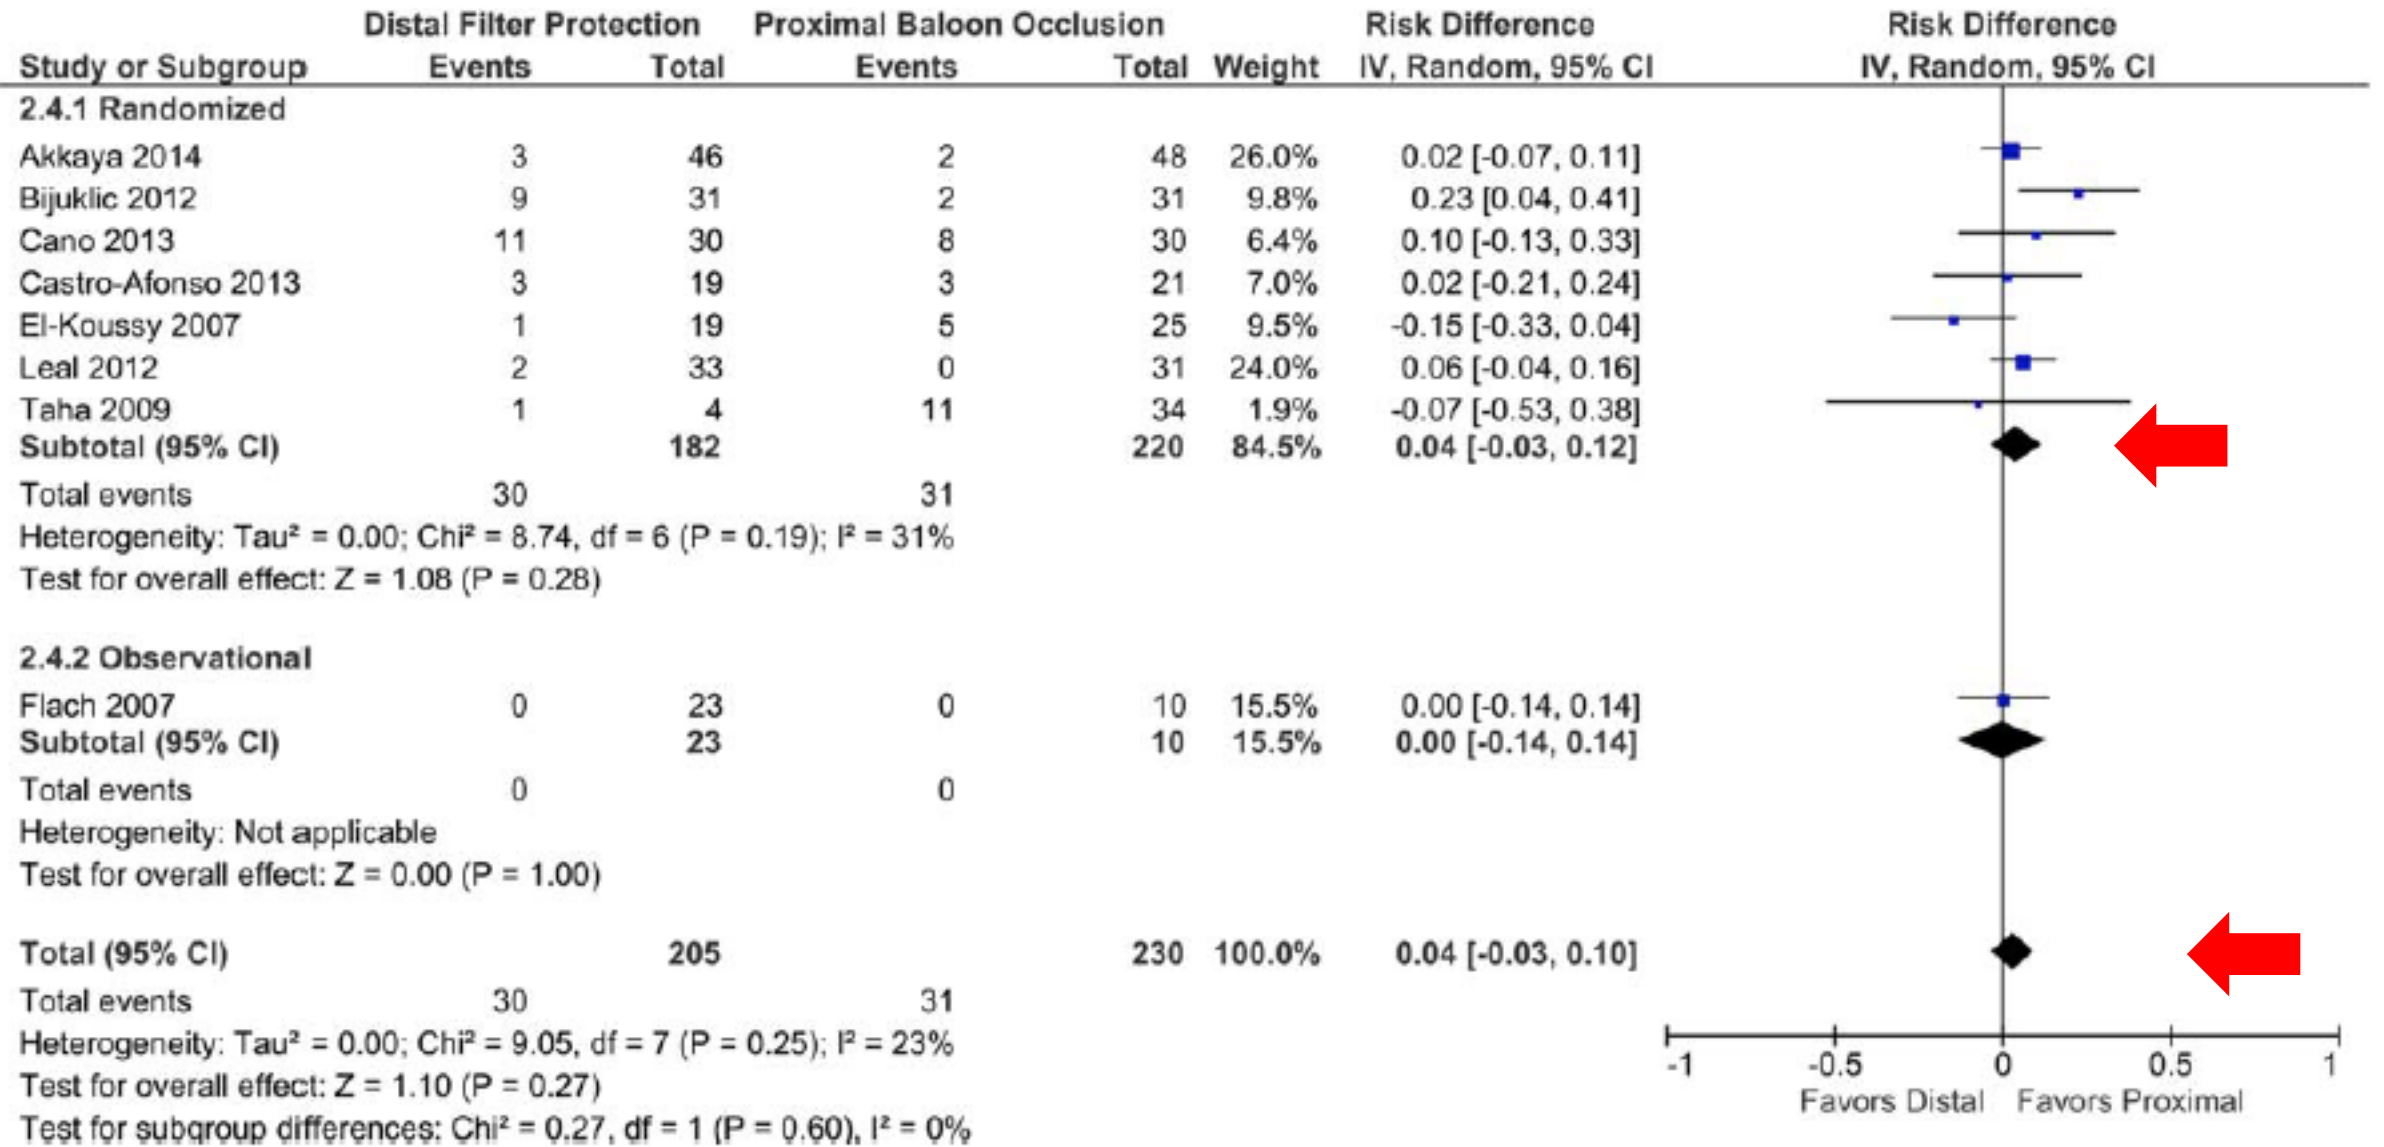 Distal Filter Protection Proximal Baloon Occlusion Risk Difference Risk Difference
Study or Subgroup Events Total Events Total Weight IV, Random, 95% CI IV, Random, 95% CI
2.4.1 Randomized
Akkaya 2014 3 46 2 48 26.0% 0.02 [-0.07, 0.11]
Bijuklic 2012 9 31 2 31 9.8% 0.23 [0.04, 0.41]
Cano 2013 11 30 8 30 6.4% 0.10 [-0.13, 0.33]
Castro-Afonso 2013 3 19 3 21 7.0% 0.02 [-0.21, 0.24]
El-Koussy 2007 1 19 5 25 9.5% -0.15 [-0.33, 0.04]
Leal 2012 2 33 0 31 24.0% 0.06 [-0.04, 0.16]
Taha 2009 1 4 11 34 1.9% -0.07 [-0.53, 0.38]
Subtotal (95% CI) 182 220 84.5% 0.04 [-0.03, 0.12]
Total events 30 31
Heterogeneity: Tau² = 0.00; Chi² = 8.74, df = 6 (P = 0.19); I² = 31%
Test for overall effect: Z = 1.08 (P = 0.28)
2.4.2 Observational
Flach 2007 0 23 0 10 15.5% 0.00 [-0.14, 0.14]
Subtotal (95% CI) 23 10 15.5% 0.00 [-0.14, 0.14]
Total events 0 0
Heterogeneity: Not applicable
Test for overall effect: Z = 0.00 (P = 1.00)
Total (95% CI) 205 230 100.0% 0.04 [-0.03, 0.10]
Total events 30 31
Heterogeneity: Tau² = 0.00; Chi² = 9.05, df = 7 (P = 0.25); I² = 23%
Test for overall effect: Z = 1.10 (P = 0.27)
Test for subgroup differences: Chi² = 0.27, df = 1 (P = 0.60), I² = 0%
-1 -0.5 0 0.5 1
Favors Distal Favors Proximal